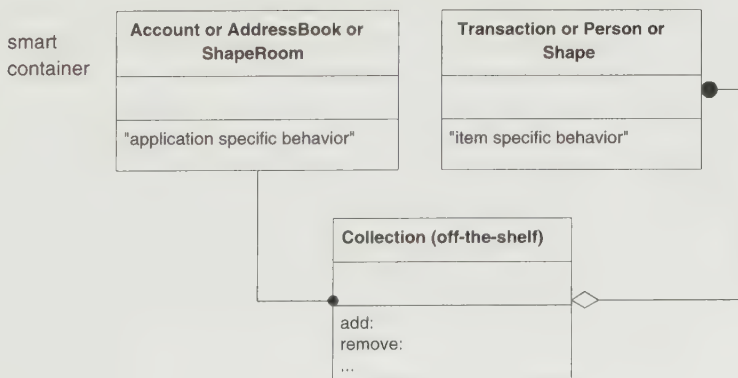 smart
container
Account or AddressBook or
ShapeRoom
"application specific behavior"
Transaction or Person or
Shape
"item specific behavior"
Collection (off-the-shelf)
add:
remove:
...